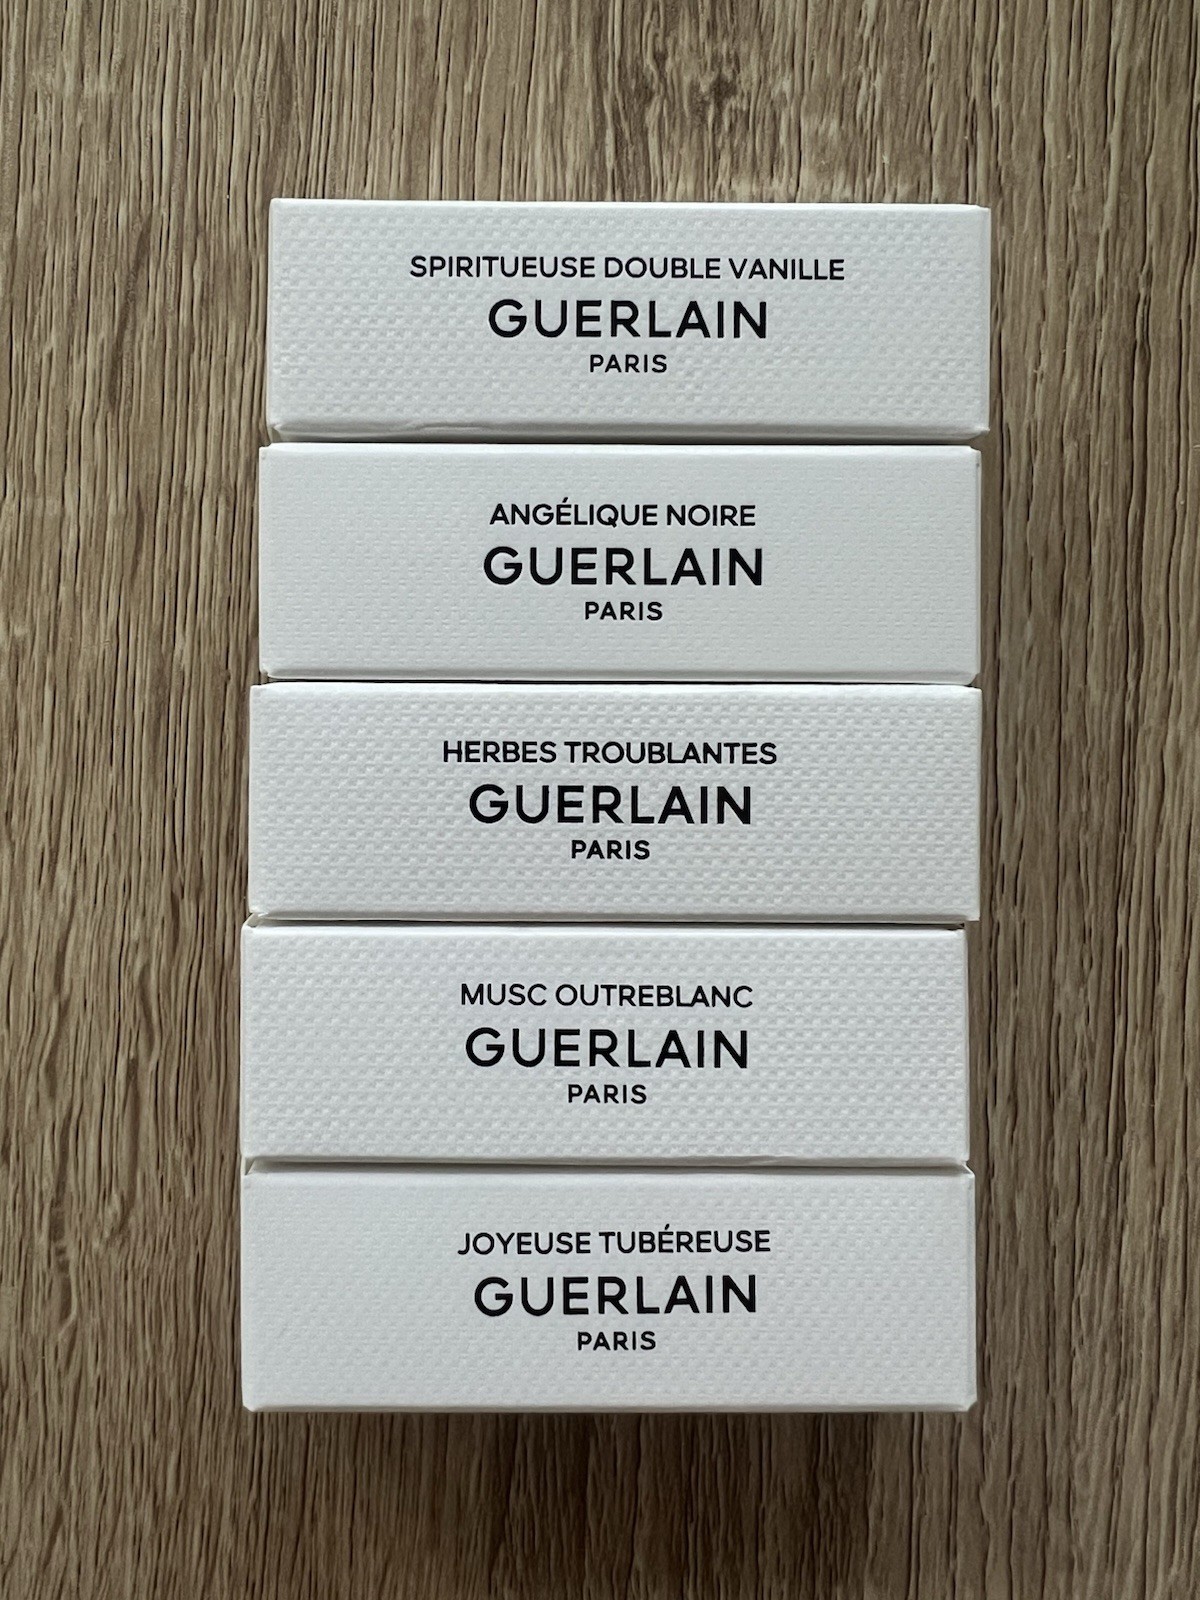 SPIRITUEUSE DOUBLE VANILLE
GUERLAIN
PARIS
ANGÉLIQUE NOIRE
GUERLAIN
PARIS
HERBES TROUBLANTES
GUERLAIN
PARIS
MUSC OUTREBLANC
GUERLAIN
PARIS
JOYEUSE TUBÉREUSE
GUERLAIN
PARIS